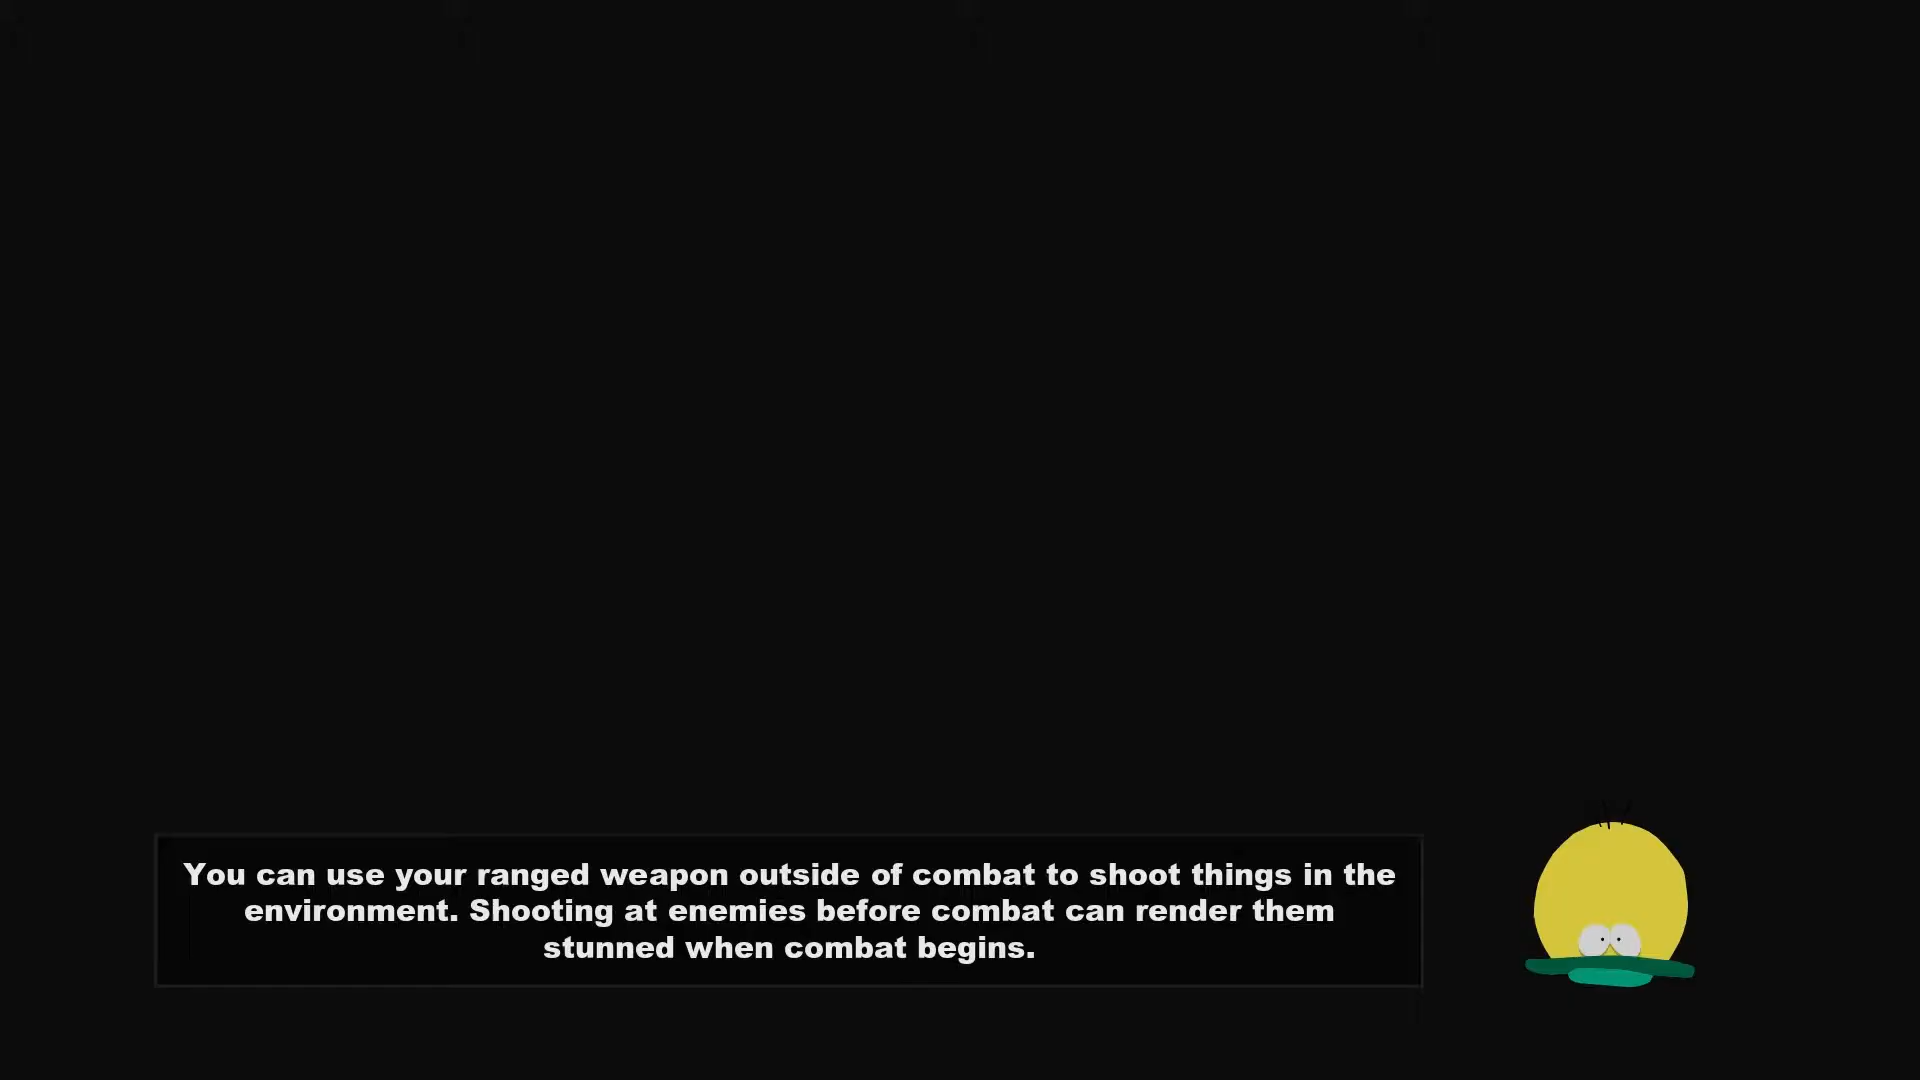 You can use your ranged weapon outside of combat to shoot things in the
environment. Shooting at enemies before combat can render them
stunned when combat begins.